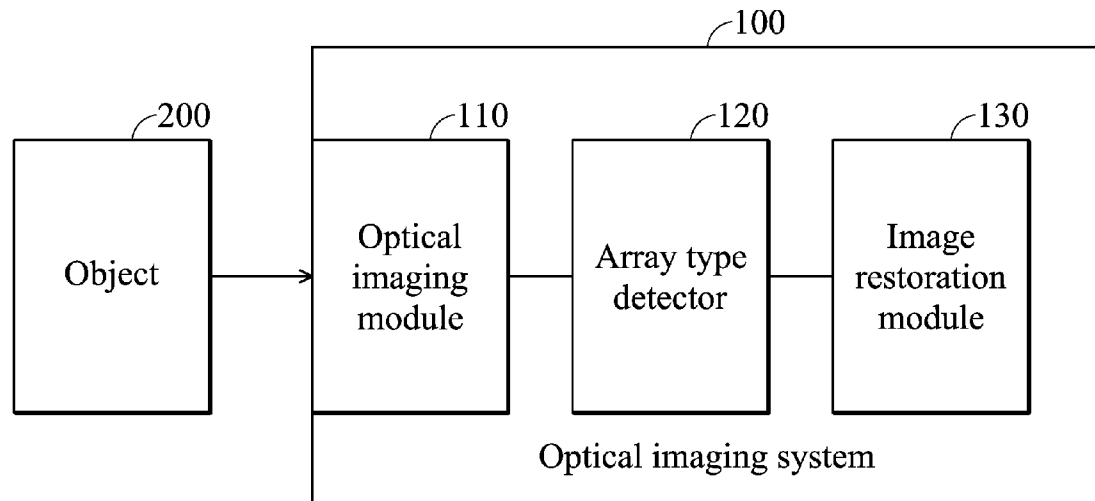 100
200
110
120
130
Object
Optical
imaging
module
Array type
detector
Image
restoration
module
Optical imaging system